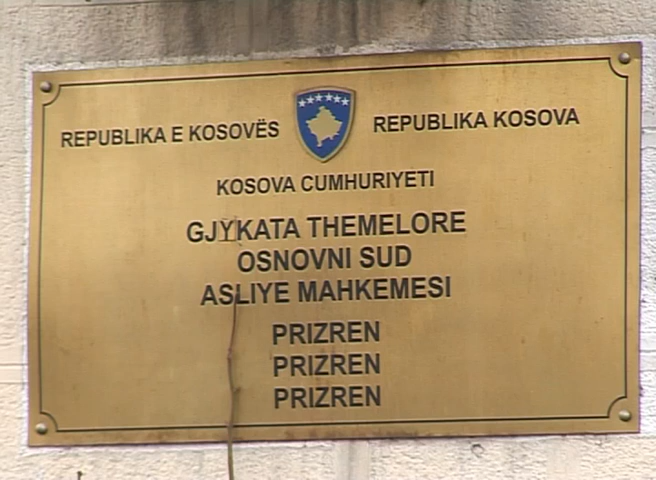 REPUBLIKA E KOSOVËS REPUBLIKA KOSOVA
KOSOVA CUMHURIYETI
GJYKATA THEMELORE
OSNOVNI SUD
ASLIYE MAHKEMESI
PRIZREN
PRIZREN
PRIZREN